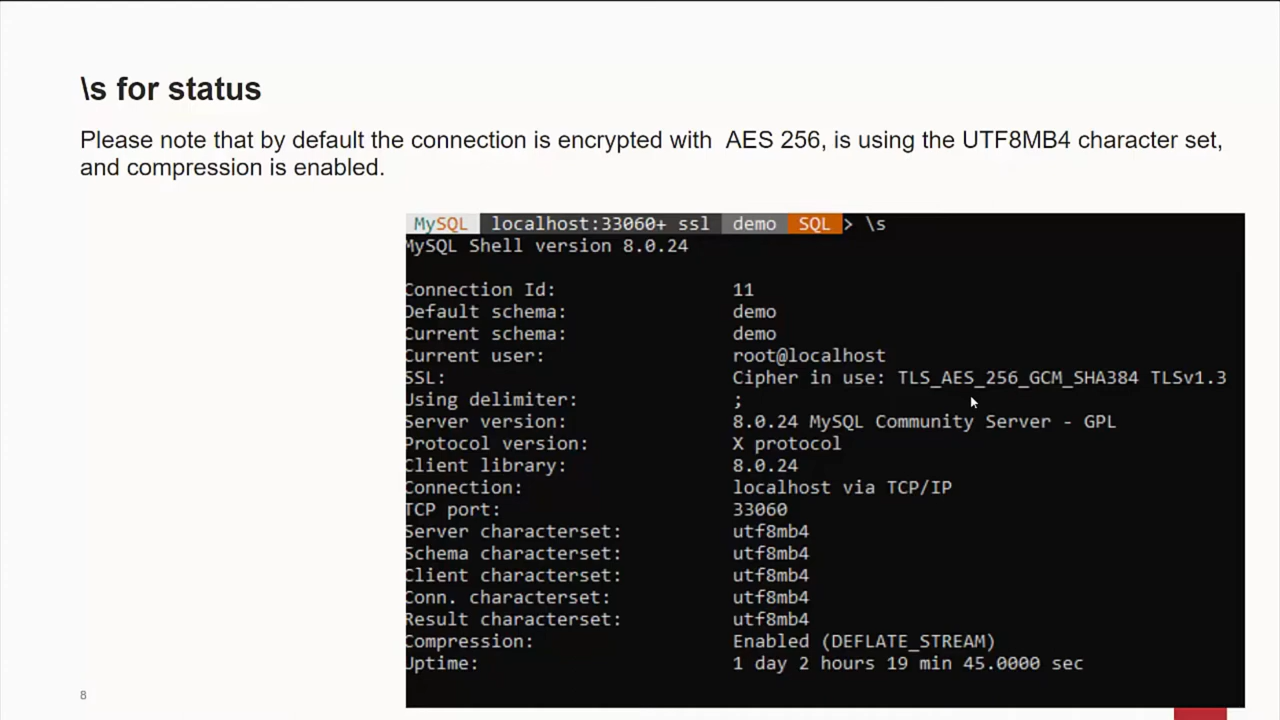 \s for status
Please note that by default the connection is encrypted with  AES 256, is using the UTF8MB4 character set,
and compression is enabled.
MySQL localhost:33060+ ssl demo SQL > \s
MySQL Shell version 8.0.24
Connection Id: 11
Default schema: demo
Current schema: demo
Current user: root@localhost
SSL: Cipher in use: TLS_AES_256_GCM_SHA384 TLSv1.3
Using delimiter: ;
Server version: 8.0.24 MySQL Community Server - GPL
Protocol version: X protocol
Client library: 8.0.24
Connection: localhost via TCP/IP
TCP port: 33060
Server characterset: utf8mb4
Schema characterset: utf8mb4
Client characterset: utf8mb4
Conn. characterset: utf8mb4
Result characterset: utf8mb4
Compression: Enabled (DEFLATE_STREAM)
Uptime: 1 day 2 hours 19 min 45.0000 sec
8